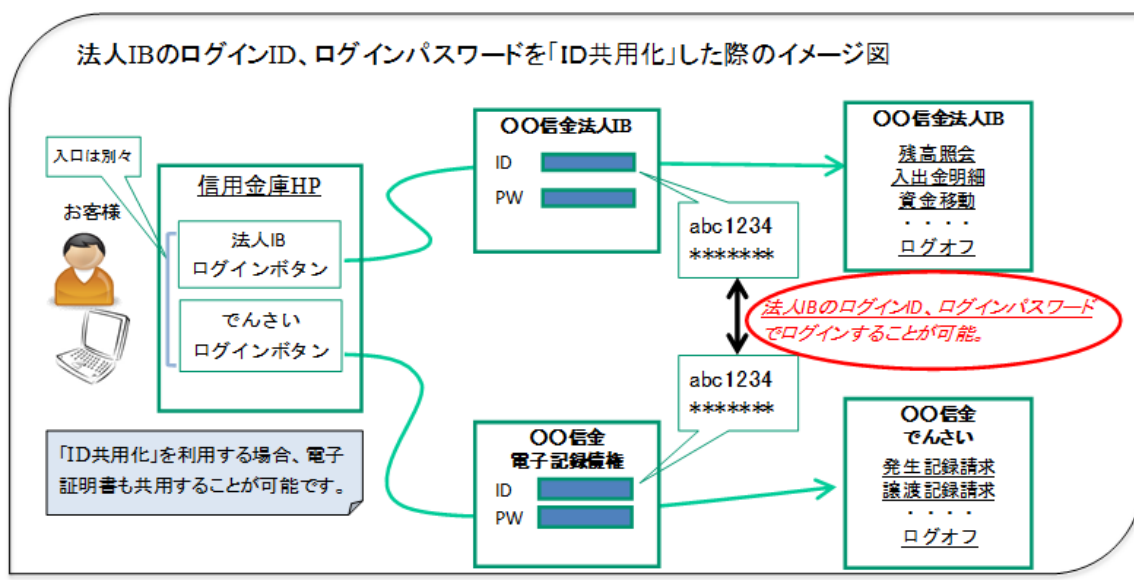 法人IBのログインID、ログインパスワードを「ID共用化」した際のイメージ図
入口は別々
お客様
信用金庫HP
法人IB
ログインボタン
でんさい
ログインボタン
「ID共用化」を利用する場合、電子
証明書も共用することが可能です。
〇〇信金法人IB
ID
PW
abc1234
*******
abc1234
*******
〇〇信金
電子記録債権
ID
PW
〇〇信金法人IB
残高照会
入出金明細
資金移動
・・・・
ログオフ
法人IBのログインID、ログインパスワード
でログインすることが可能。
〇〇信金
でんさい
発生記録請求
譲渡記録請求
・・・・
ログオフ